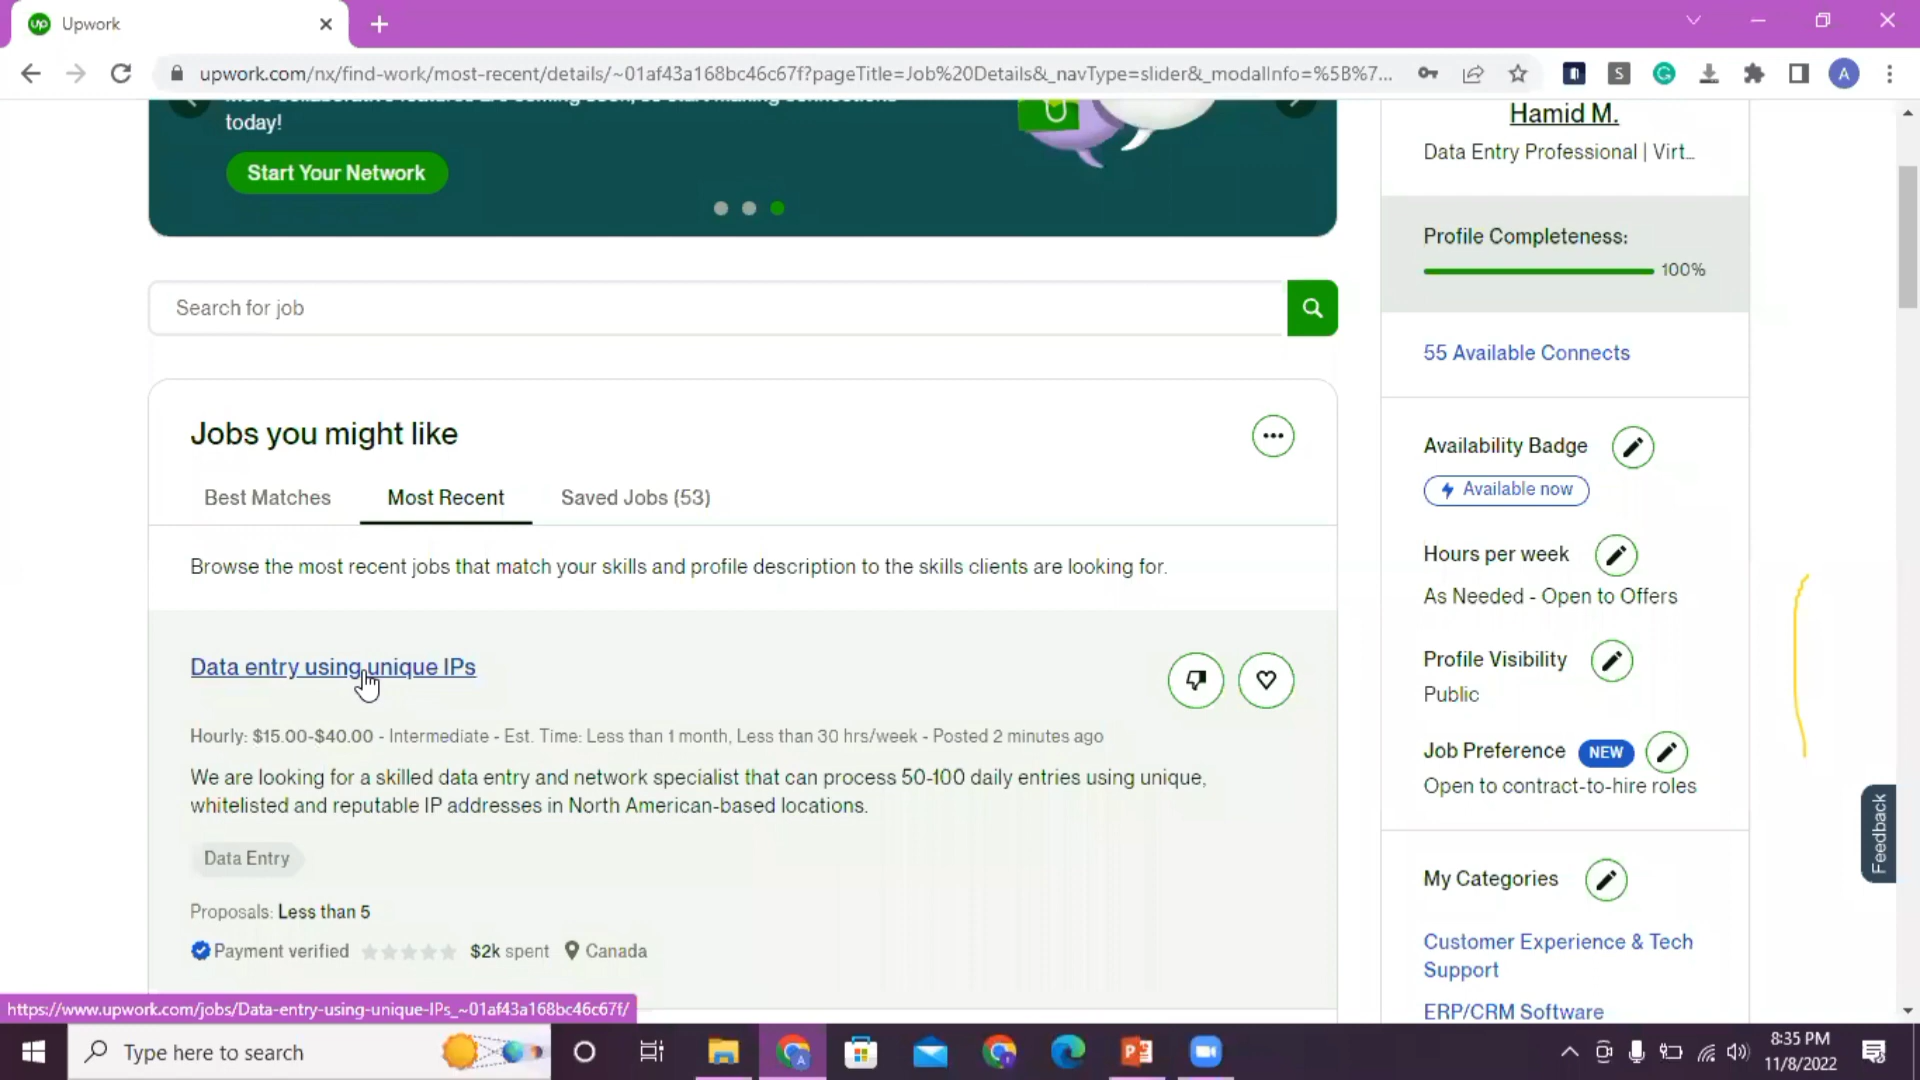 Upwork
upwork.com/nx/find-work/most-recent/details/~01af43a168bc46c67f?pageTitle=Job%20Details&_navType=slider&_modalInfo=%5B%7...
S
A
today!
Start Your Network
Hamid M.
Data Entry Professional | Virt...
Profile Completeness:
100%
Search for job
55 Available Connects
Jobs you might like
Availability Badge
Available now
Best Matches
Most Recent
Saved Jobs (53)
Browse the most recent jobs that match your skills and profile description to the skills clients are looking for.
Hours per week
As Needed - Open to Offers
Data entry using unique IPs
Profile Visibility
Public
Hourly: $15.00-$40.00 - Intermediate - Est. Time: Less than 1 month, Less than 30 hrs/week - Posted 2 minutes ago
Job Preference NEW
Open to contract-to-hire roles
We are looking for a skilled data entry and network specialist that can process 50-100 daily entries using unique,
whitelisted and reputable IP addresses in North American-based locations.
Feedback
Data Entry
My Categories
Proposals: Less than 5
Payment verified $2k spent Canada
Customer Experience & Tech
Support
ERP/CRM Software
https://www.upwork.com/jobs/Data-entry-using-unique-IPs_~01af43a168bc46c67f/
Type here to search
8:35 PM
11/8/2022